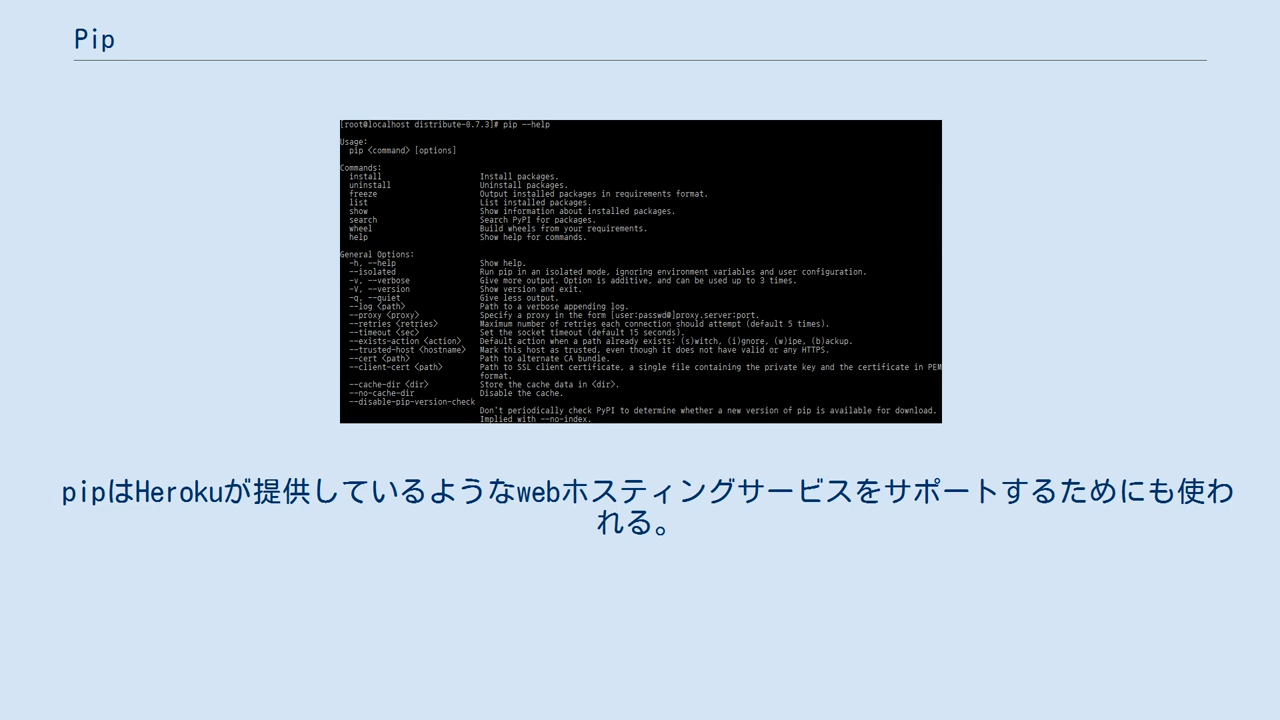 Pip
[root@localhost distribute-0.7.3]# pip --help
Usage:
pip <command> [options]
Commands:
install Install packages.
uninstall Uninstall packages.
freeze Output installed packages in requirements format.
list List installed packages.
show Show information about installed packages.
search Search PyPI for packages.
wheel Build wheels from your requirements.
help Show help for commands.
General Options:
-h, --help Show help.
--isolated Run pip in an isolated mode, ignoring environment variables and user configuration.
-v, --verbose Give more output. Option is additive, and can be used up to 3 times.
-V, --version Show version and exit.
-q, --quiet Give less output.
--log <path> Path to a verbose appending log.
--proxy <proxy> Specify a proxy in the form [user:passwd@]proxy.server:port.
--retries <retries> Maximum number of retries each connection should attempt (default 5 times).
--timeout <sec> Set the socket timeout (default 15 seconds).
--exists-action <action> Default action when a path already exists: (s)witch, (i)gnore, (w)ipe, (b)ackup.
--trusted-host <hostname> Mark this host as trusted, even though it does not have valid or any HTTPS.
--cert <path> Path to alternate CA bundle.
--client-cert <path> Path to SSL client certificate, a single file containing the private key and the certificate in PEM
format.
--cache-dir <dir> Store the cache data in <dir>.
--no-cache-dir Disable the cache.
--disable-pip-version-check
Don't periodically check PyPI to determine whether a new version of pip is available for download.
Implied with --no-index.
pipはHerokuが提供しているようなwebホスティングサービスをサポートするためにも使わ
れる。